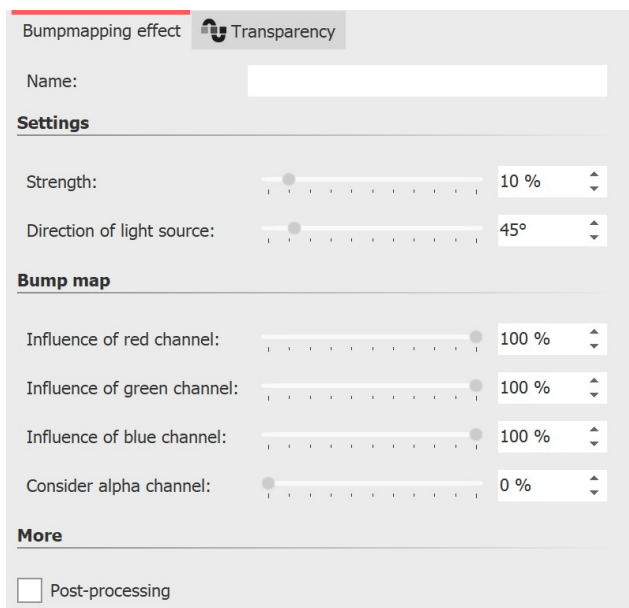 Bumpmapping effect Transparency
Name:
Settings
Strength: 10 %
Direction of light source: 45°
Bump map
Influence of red channel: 100 %
Influence of green channel: 100 %
Influence of blue channel: 100 %
Consider alpha channel: 0 %
More
Post-processing